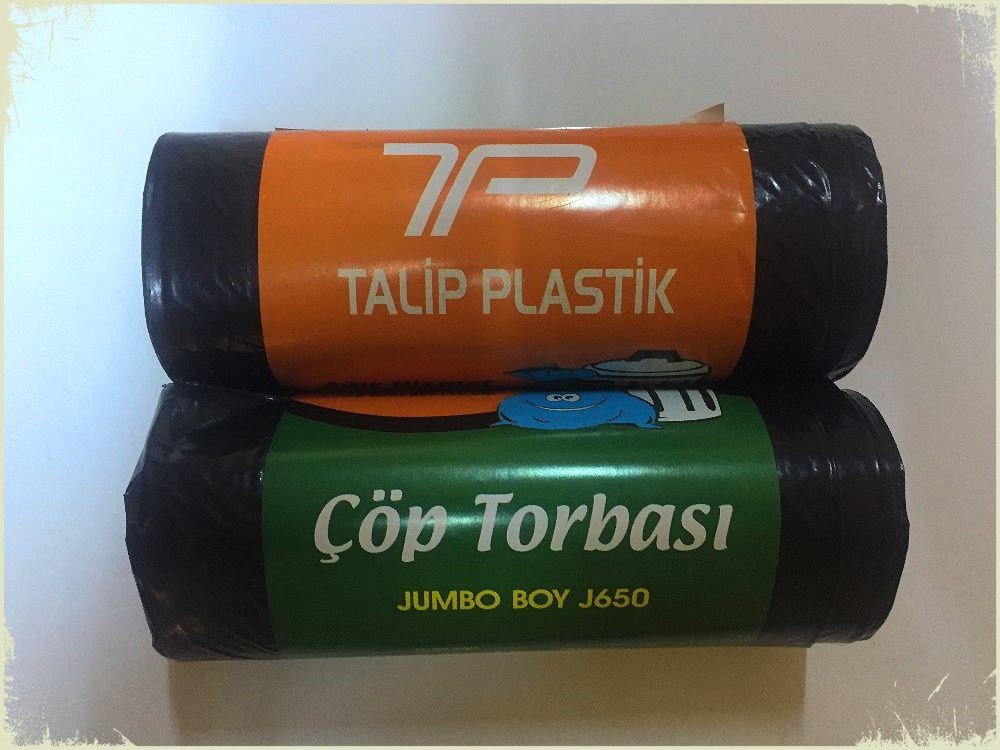 TP
TALİP PLASTİK
Çöp Torbası
JUMBO BOY J650